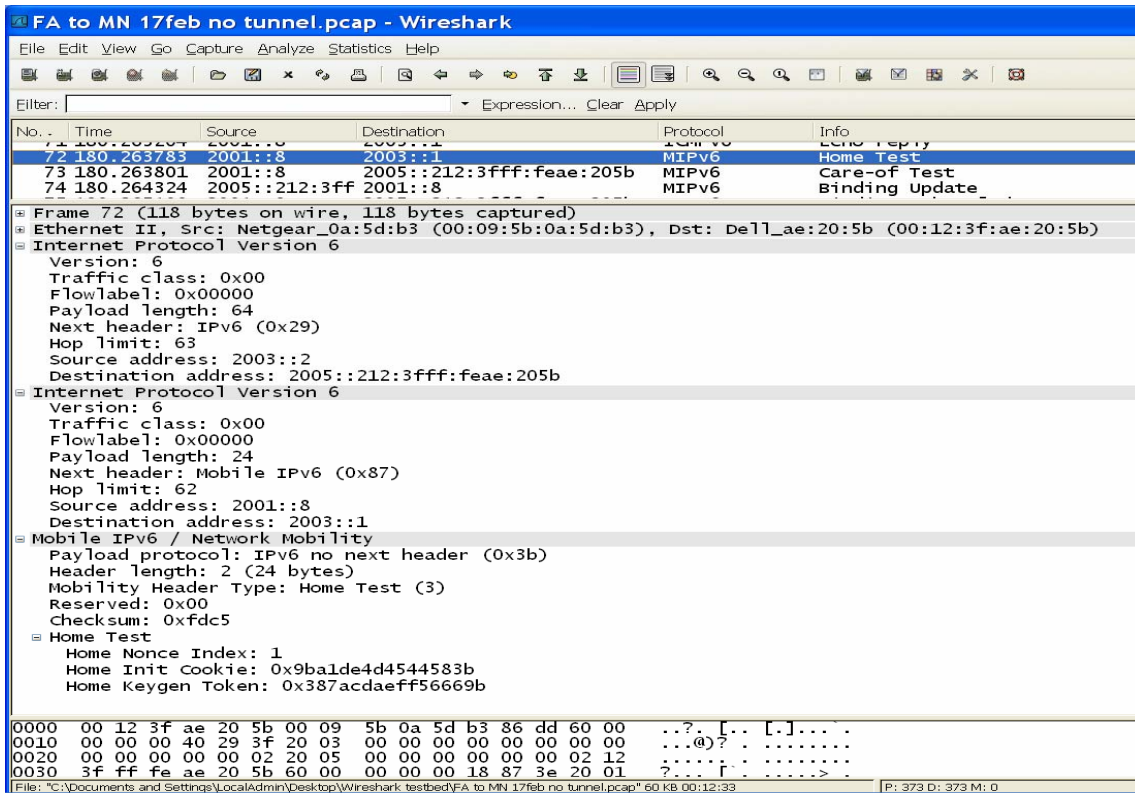 FA to MN 17feb no tunnel.pcap - Wireshark
File Edit View Go Capture Analyze Statistics Help
Filter: Expression... Clear Apply
No. . Time Source Destination Protocol Info
71 180.263264 2001::8 2003::1 ICMPv6 Echo reply
72 180.263783 2001::8 2003::1 MIPv6 Home Test
73 180.263801 2001::8 2005::212:3fff:feae:205b MIPv6 Care-of Test
74 180.264324 2005::212:3ff 2001::8 MIPv6 Binding Update
Frame 72 (118 bytes on wire, 118 bytes captured)
Ethernet II, Src: Netgear_0a:5d:b3 (00:09:5b:0a:5d:b3), Dst: Dell_ae:20:5b (00:12:3f:ae:20:5b)
Internet Protocol Version 6
Version: 6
Traffic class: 0x00
Flowlabel: 0x00000
Payload length: 64
Next header: IPv6 (0x29)
Hop limit: 63
Source address: 2003::2
Destination address: 2005::212:3fff:feae:205b
Internet Protocol Version 6
Version: 6
Traffic class: 0x00
Flowlabel: 0x00000
Payload length: 24
Next header: Mobile IPv6 (0x87)
Hop limit: 62
Source address: 2001::8
Destination address: 2003::1
Mobile IPv6 / Network Mobility
Payload protocol: IPv6 no next header (0x3b)
Header length: 2 (24 bytes)
Mobility Header Type: Home Test (3)
Reserved: 0x00
Checksum: 0xfdc5
Home Test
Home Nonce Index: 1
Home Init Cookie: 0x9ba1de4d4544583b
Home Keygen Token: 0x387acdaeff56669b
0000 00 12 3f ae 20 5b 00 09 5b 0a 5d b3 86 dd 60 00 ..?. [.. [.]...`.
0010 00 00 00 40 29 3f 20 03 00 00 00 00 00 00 00 00 ...@)? . ........
0020 00 00 00 00 00 02 20 05 00 00 00 00 00 00 02 12 ...... . ........
0030 3f ff fe ae 20 5b 60 00 00 00 00 18 87 3e 20 01 ?... [`. .....> .
File: "C:\Documents and Settings\LocalAdmin\Desktop\Wireshark testbed\FA to MN 17feb no tunnel.pcap" 60 KB 00:12:33 P: 373 D: 373 M: 0